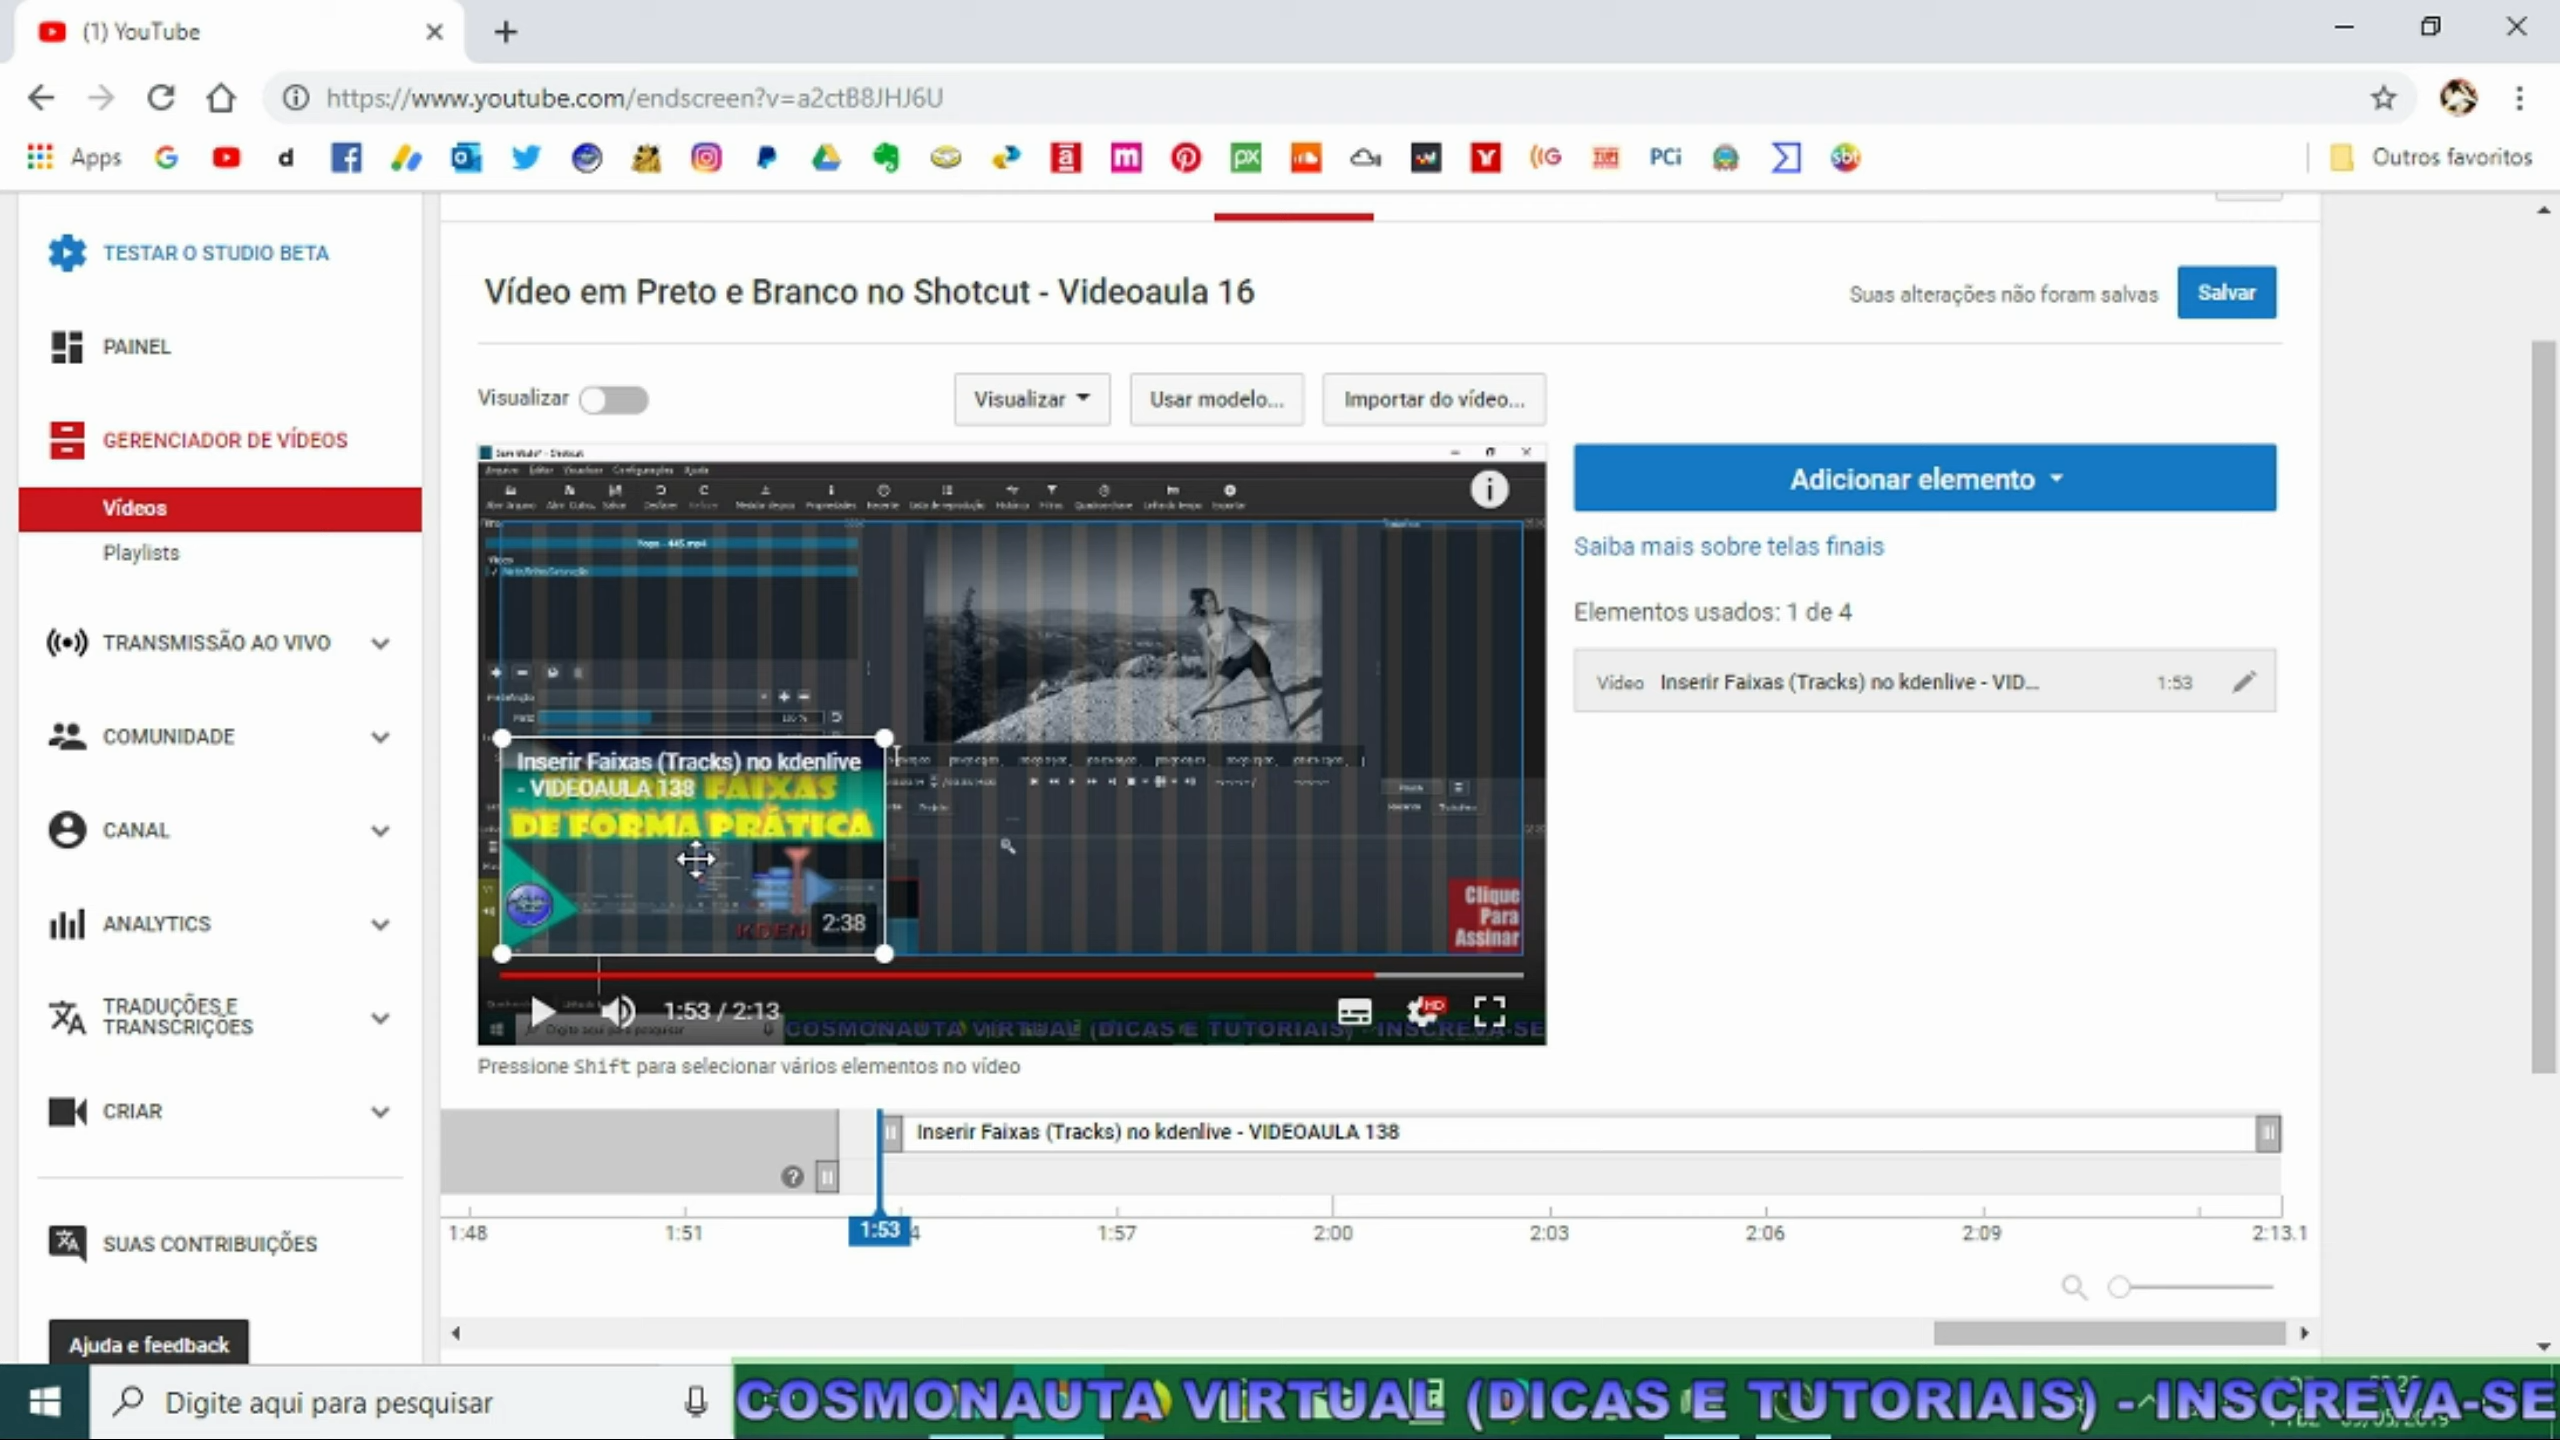 (1) YouTube
https://www.youtube.com/endscreen?v=a2ctB8JHJ6U
Apps
PCi
Outros favoritos
TESTAR O STUDIO BETA
PAINEL
GERENCIADOR DE VÍDEOS
Vídeos
Playlists
TRANSMISSÃO AO VIVO
COMUNIDADE
CANAL
ANALYTICS
TRADUÇÕES E
TRANSCRIÇÕES
CRIAR
SUAS CONTRIBUIÇÕES
Ajuda e feedback
Vídeo em Preto e Branco no Shotcut - Videoaula 16
Suas alterações não foram salvas
Salvar
Visualizar
Visualizar
Usar modelo...
Importar do vídeo...
Inserir Faixas (Tracks) no kdenlive
- VIDEOAULA 138
FAIXAS
DE FORMA PRÁTICA
2:38
Clique
Para
Assinar
1:53 / 2:13
HD
COSMONAUTA VIRTUAL (DICAS E TUTORIAIS) - INSCREVA-SE
Pressione Shift para selecionar vários elementos no vídeo
Adicionar elemento
Saiba mais sobre telas finais
Elementos usados: 1 de 4
Vídeo Inserir Faixas (Tracks) no kdenlive - VID... 1:53
Inserir Faixas (Tracks) no kdenlive - VIDEOAULA 138
1:48 1:51 1:53 1:57 2:00 2:03 2:06 2:09 2:13.1
Digite aqui para pesquisar
COSMONAUTA VIRTUAL (DICAS E TUTORIAIS) - INSCREVA-SE